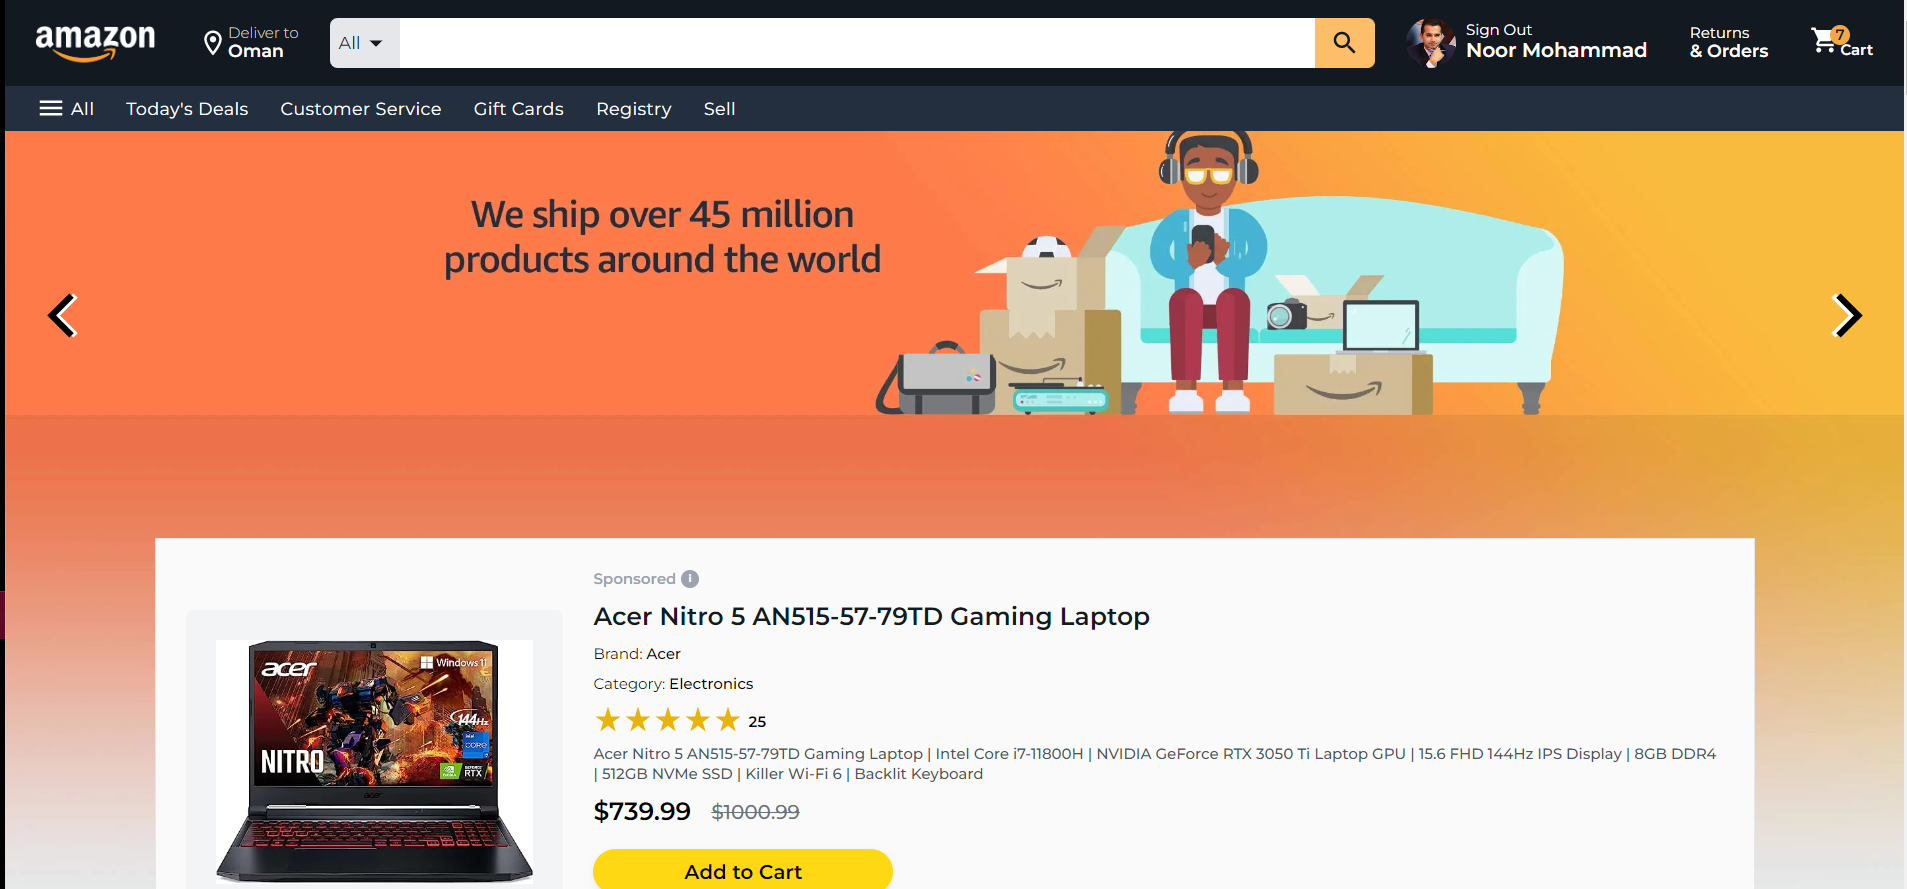 amazon
Deliver to
Oman
All
Sign Out
Noor Mohammad
Returns
& Orders
7
Cart
All
Today's Deals
Customer Service
Gift Cards
Registry
Sell
We ship over 45 million
products around the world
Sponsored i
Acer Nitro 5 AN515-57-79TD Gaming Laptop
Brand: Acer
Category: Electronics
25
Acer Nitro 5 AN515-57-79TD Gaming Laptop | Intel Core i7-11800H | NVIDIA GeForce RTX 3050 Ti Laptop GPU | 15.6 FHD 144Hz IPS Display | 8GB DDR4
| 512GB NVMe SSD | Killer Wi-Fi 6 | Backlit Keyboard
$739.99 $1000.99
Add to Cart
acer
Windows 11
144Hz
intel
CORE
NITRO
RTX
acer